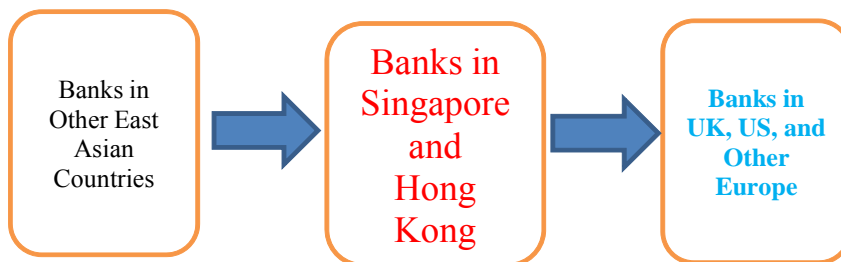 Banks in
Other East
Asian
Countries
Banks in
Singapore
and
Hong
Kong
Banks in
UK, US, and
Other
Europe